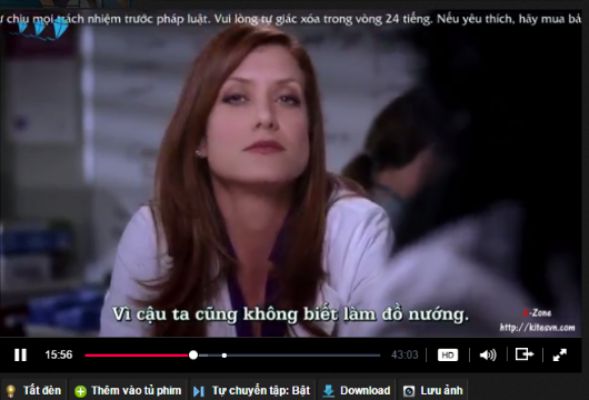 chịu mọi trách nhiệm trước pháp luật. Vui lòng tự giác xóa trong vòng 24 tiếng. Nếu yêu thích, hãy mua bả
Vì cậu ta cũng không biết làm đồ nướng.
-Zone
http://kitesvn.com
15:56
43:03
HD
Tắt đèn
Thêm vào tủ phim
Tự chuyển tập: Bật
Download
Lưu ảnh